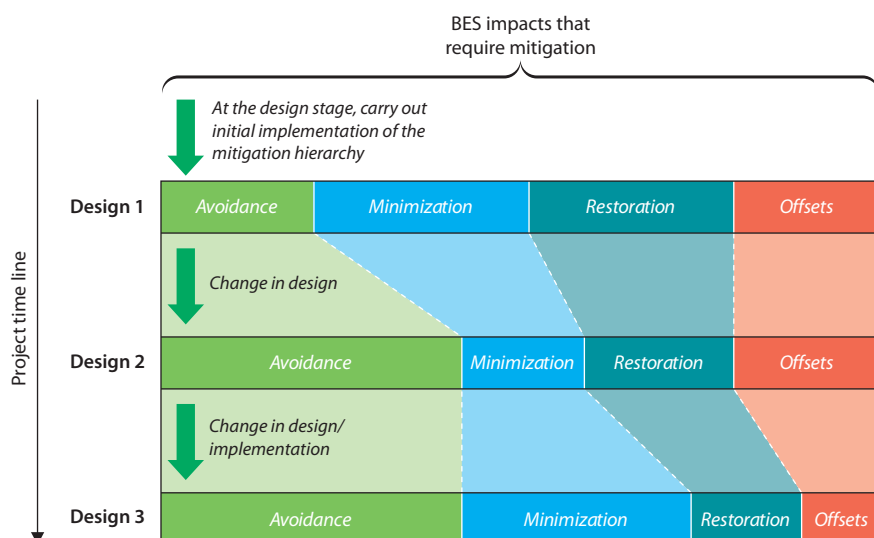 BES impacts that
require mitigation
At the design stage, carry out
initial implementation of the
mitigation hierarchy
Project time line
Design 1
Avoidance
Minimization
Restoration
Offsets
Change in design
Design 2
Avoidance
Minimization
Restoration
Offsets
Change in design/
implementation
Design 3
Avoidance
Minimization
Restoration
Offsets